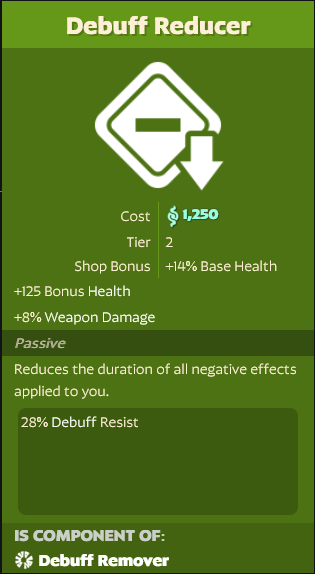 Debuff Reducer
Cost 1,250
Tier 2
Shop Bonus +14% Base Health
+125 Bonus Health
+8% Weapon Damage
Passive
Reduces the duration of all negative effects
applied to you.
28% Debuff Resist
IS COMPONENT OF:
Debuff Remover